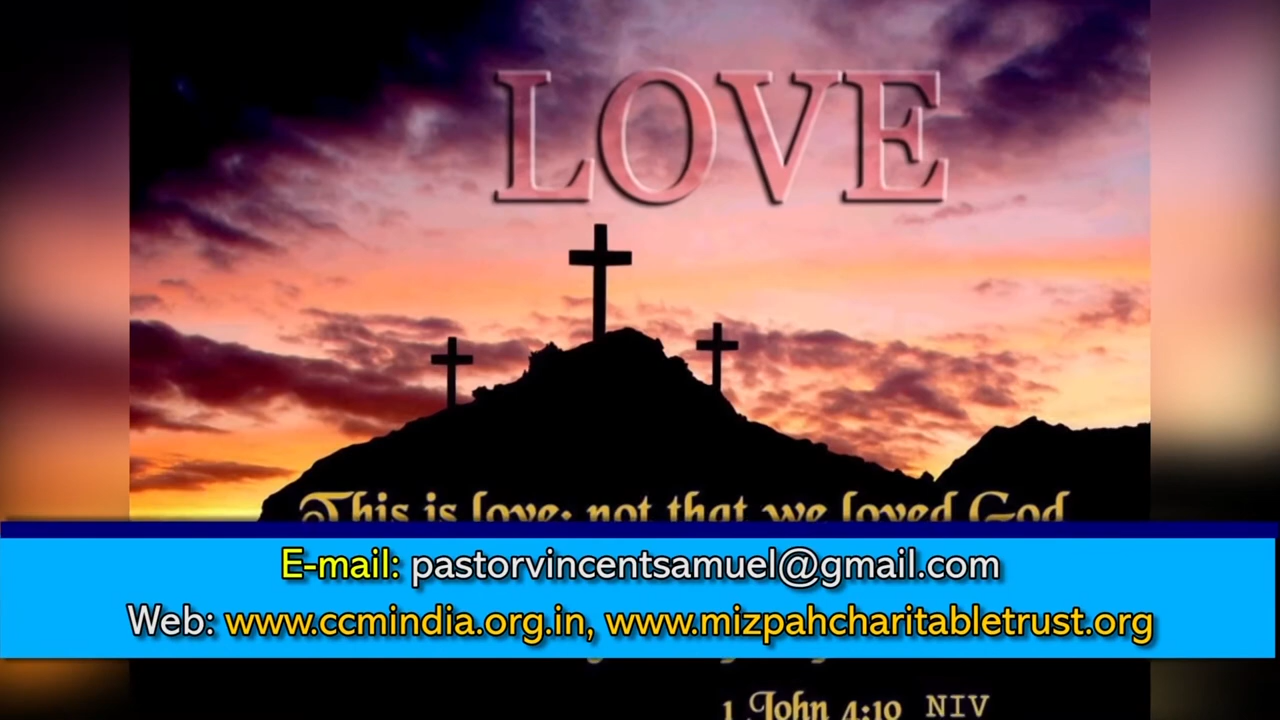 LOVE
This is love: not that we loved God
E-mail: pastorvincentsamuel@gmail.com
Web: www.ccmindia.org.in, www.mizpahcharitabletrust.org
1 John 4:10 NIV